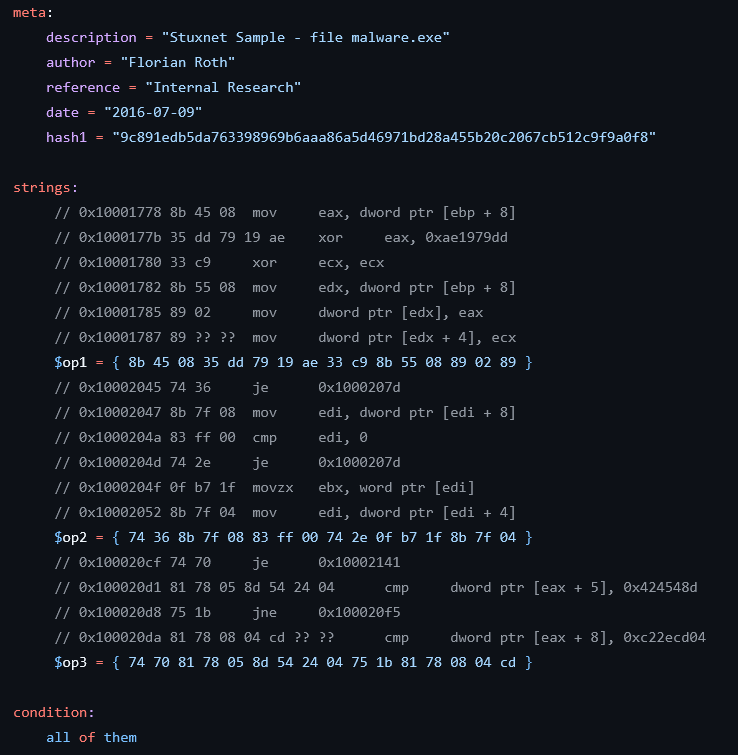 meta:
description = "Stuxnet Sample - file malware.exe"
author = "Florian Roth"
reference = "Internal Research"
date = "2016-07-09"
hash1 = "9c891edb5da763398969b6aaa86a5d46971bd28a455b20c2067cb512c9f9a0f8"
strings:
// 0x10001778 8b 45 08  mov     eax, dword ptr [ebp + 8]
// 0x1000177b 35 dd 79 19 ae    xor     eax, 0xae1979dd
// 0x10001780 33 c9     xor     ecx, ecx
// 0x10001782 8b 55 08  mov     edx, dword ptr [ebp + 8]
// 0x10001785 89 02     mov     dword ptr [edx], eax
// 0x10001787 89 ?? ??  mov     dword ptr [edx + 4], ecx
$op1 = { 8b 45 08 35 dd 79 19 ae 33 c9 8b 55 08 89 02 89 }
// 0x10002045 74 36     je      0x1000207d
// 0x10002047 8b 7f 08  mov     edi, dword ptr [edi + 8]
// 0x1000204a 83 ff 00  cmp     edi, 0
// 0x1000204d 74 2e     je      0x1000207d
// 0x1000204f 0f b7 1f  movzx   ebx, word ptr [edi]
// 0x10002052 8b 7f 04  mov     edi, dword ptr [edi + 4]
$op2 = { 74 36 8b 7f 08 83 ff 00 74 2e 0f b7 1f 8b 7f 04 }
// 0x100020cf 74 70     je      0x10002141
// 0x100020d1 81 78 05 8d 54 24 04      cmp     dword ptr [eax + 5], 0x424548d
// 0x100020d8 75 1b     jne     0x100020f5
// 0x100020da 81 78 08 04 cd ?? ??      cmp     dword ptr [eax + 8], 0xc22ecd04
$op3 = { 74 70 81 78 05 8d 54 24 04 75 1b 81 78 08 04 cd }
condition:
all of them